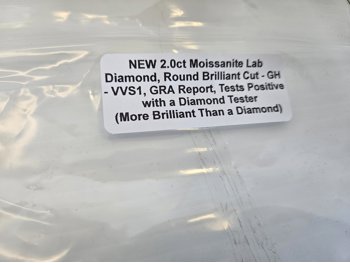 NEW 2.0ct Moissanite Lab
Diamond, Round Brilliant Cut - GH
- VVS1, GRA Report, Tests Positive
with a Diamond Tester
(More Brilliant Than a Diamond)